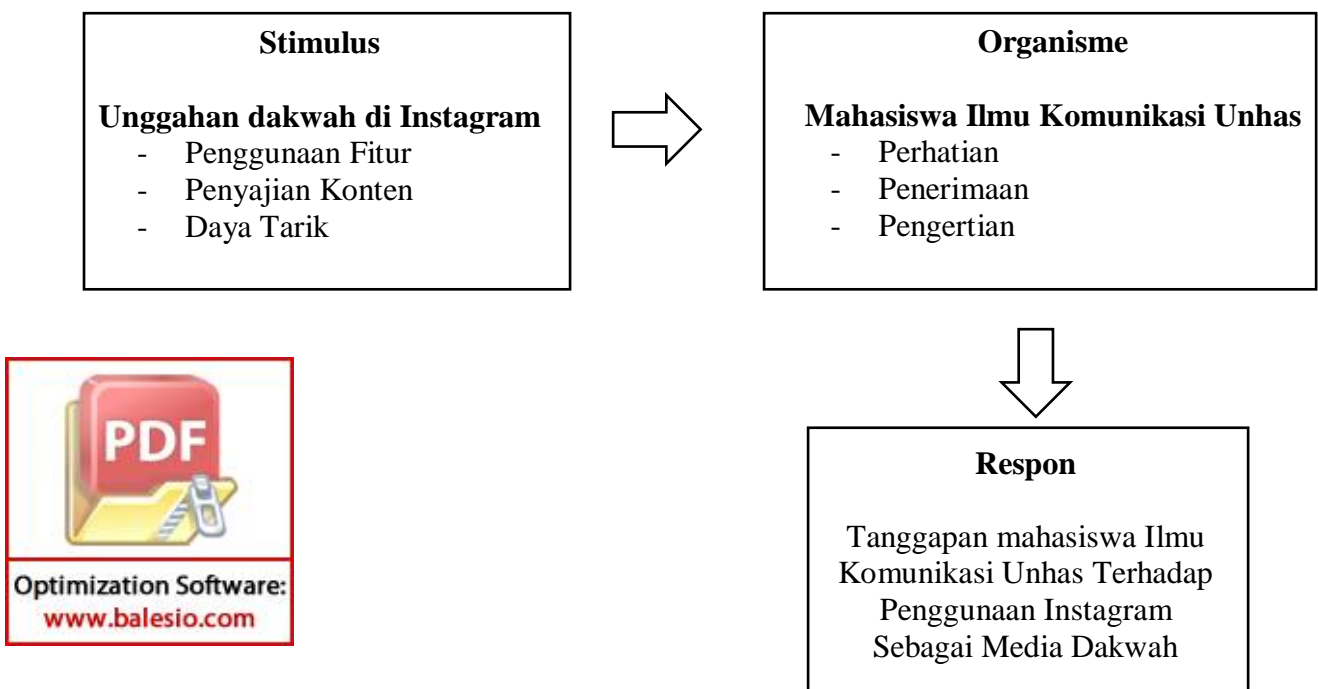 Stimulus
Unggahan dakwah di Instagram
- Penggunaan Fitur
- Penyajian Konten
- Daya Tarik
Organisme
Mahasiswa Ilmu Komunikasi Unhas
- Perhatian
- Penerimaan
- Pengertian
Respon
Tanggapan mahasiswa Ilmu
Komunikasi Unhas Terhadap
Penggunaan Instagram
Sebagai Media Dakwah
PDF
Optimization Software:
www.balesio.com